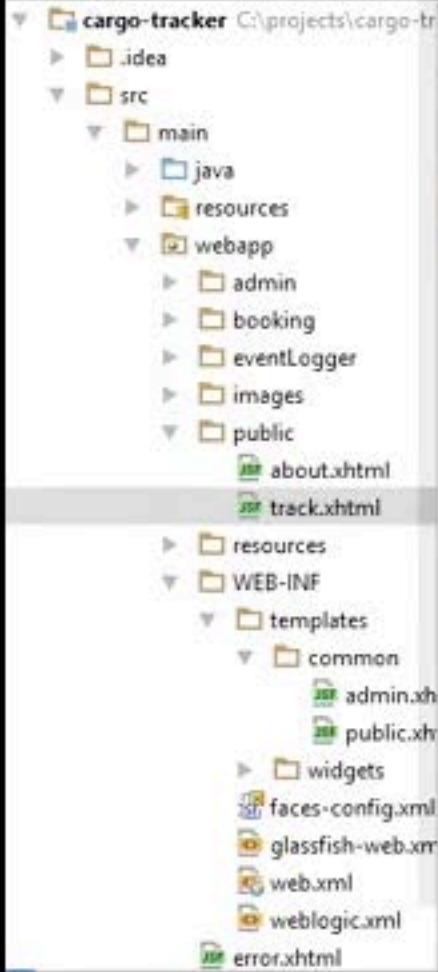 cargo-tracker C:\projects\cargo-tr
.idea
src
main
java
resources
webapp
admin
booking
eventLogger
images
public
about.xhtml
track.xhtml
resources
WEB-INF
templates
common
admin.xh
public.xh
widgets
faces-config.xml
glassfish-web.xm
web.xml
weblogic.xml
error.xhtml